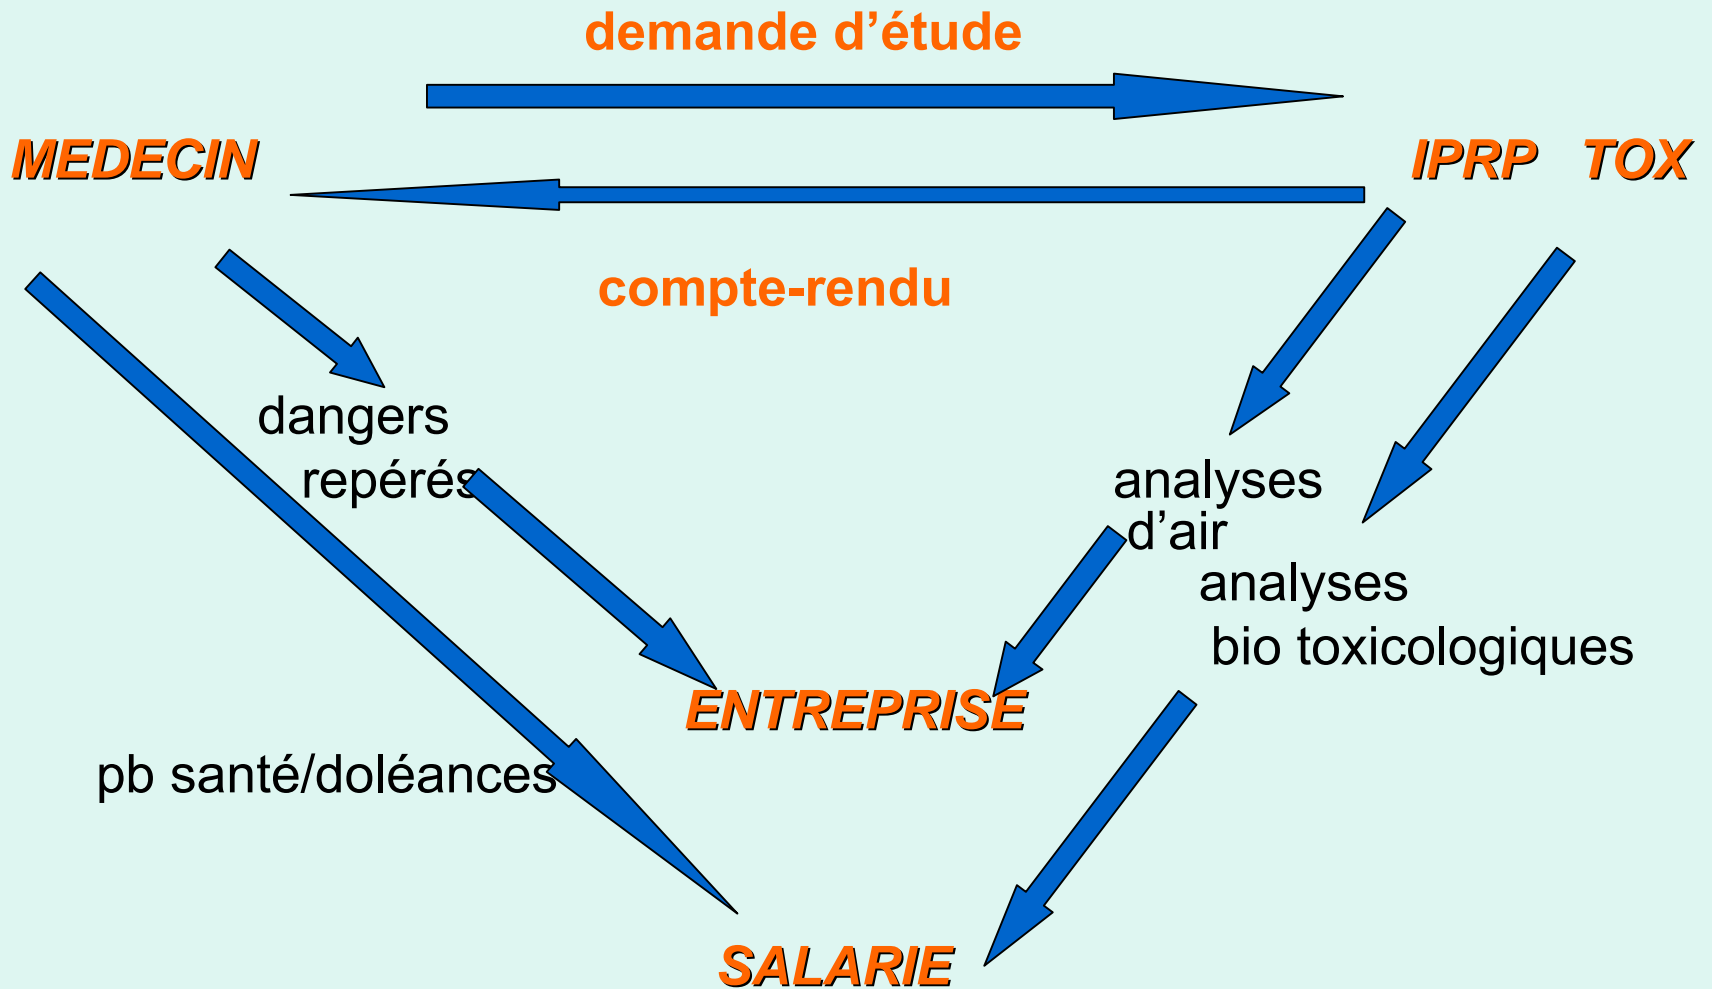 demande d’étude
MEDECIN
IPRP TOX
compte-rendu
dangers
repérés
analyses
d’air
analyses
bio toxicologiques
ENTREPRISE
pb santé/doléances
SALARIE